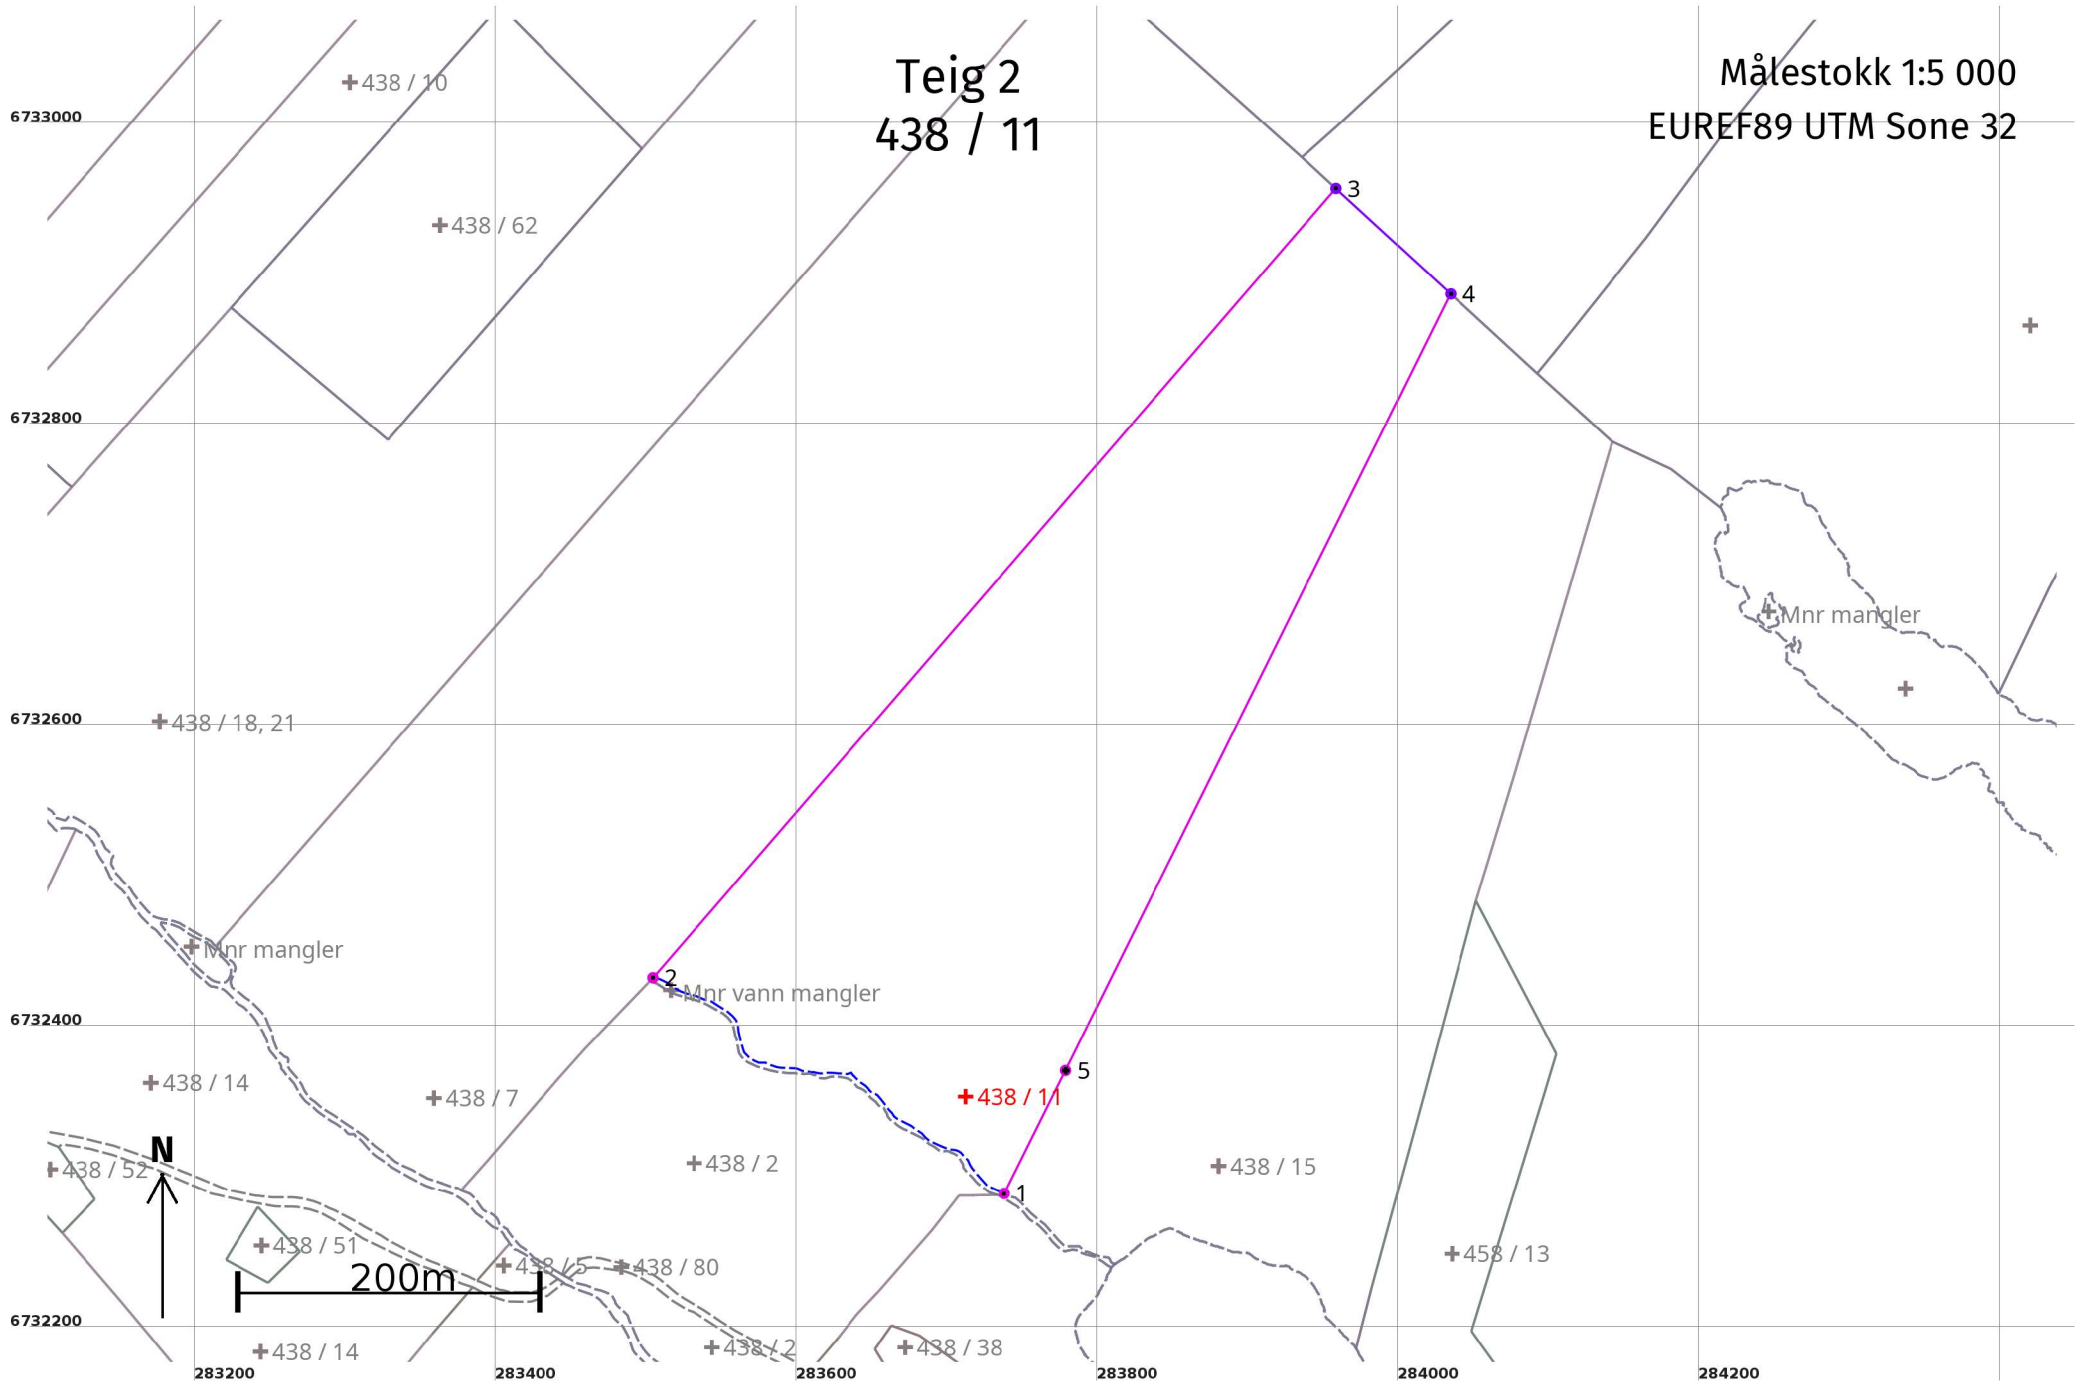 Teig 2
438 / 11
Målestokk 1:5 000
EUREF89 UTM Sone 32
438 / 10
6733000
3
438 / 62
4
6732800
Mnr mangler
6732600
438 / 18, 21
Mnr mangler
2
Mnr vann mangler
6732400
5
438 / 14
438 / 7
438 / 11
N
438 / 52
438 / 2
438 / 15
1
438 / 51
438 / 5
438 / 80
458 / 13
200m
6732200
438 / 14
438 / 2
438 / 38
283200
283400
283600
283800
284000
284200